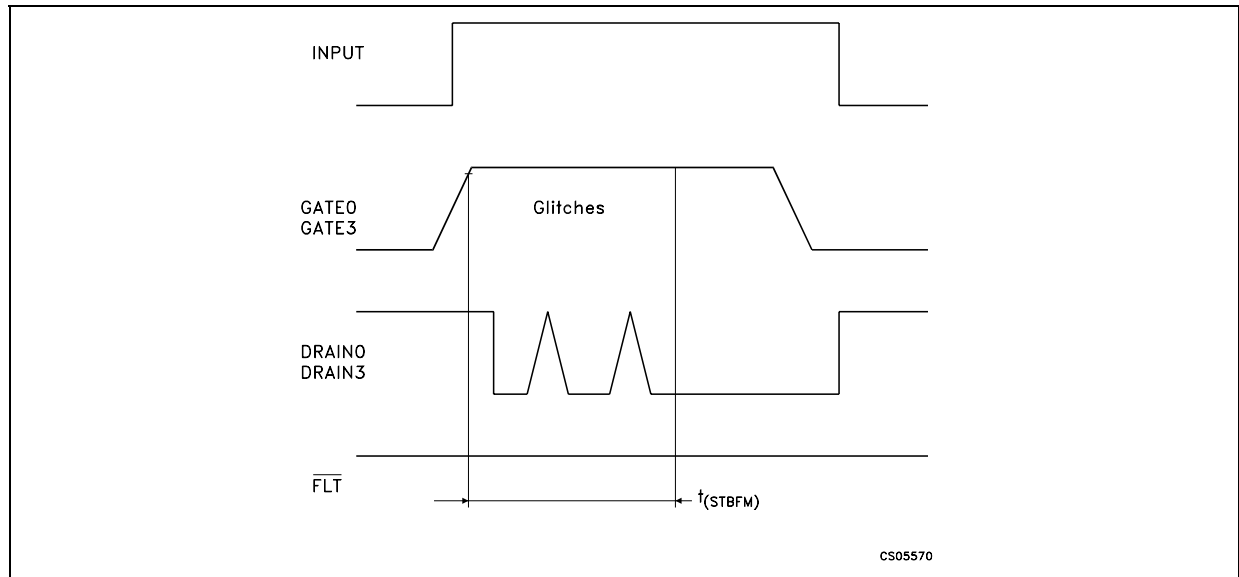 INPUT
GATE0
GATE3
Glitches
DRAIN0
DRAIN3
FLT
t(STBFM)
CS05570